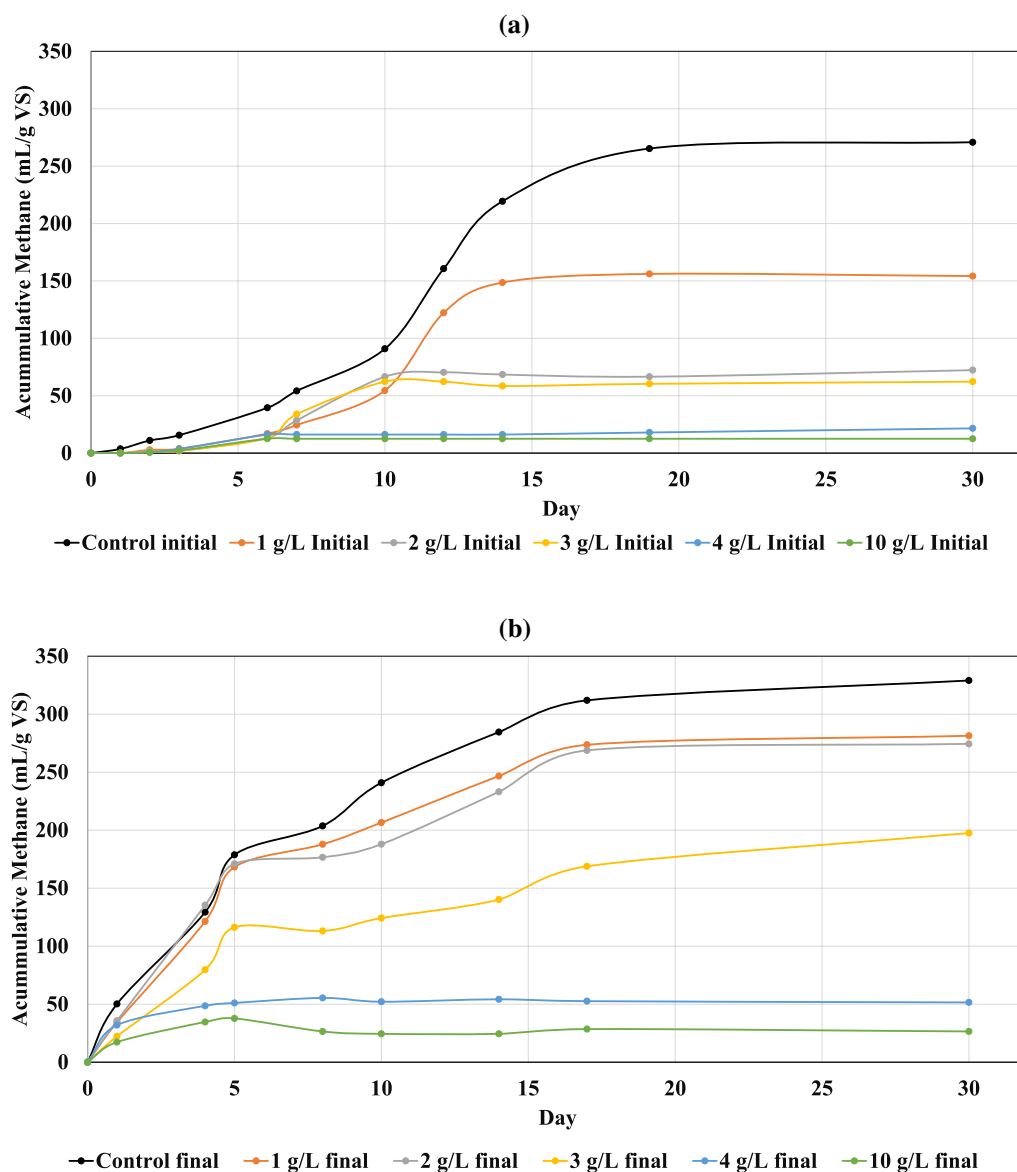 (a)
350
300
250
200
150
100
50
0
Acummulative Methane (mL/g VS)
0 5 10 15 20 25 30
Day
Control initial 1 g/L Initial 2 g/L Initial 3 g/L Initial 4 g/L Initial 10 g/L Initial
(b)
350
300
250
200
150
100
50
0
Acummulative Methane (mL/g VS)
0 5 10 15 20 25 30
Day
Control final 1 g/L final 2 g/L final 3 g/L final 4 g/L final 10 g/L final